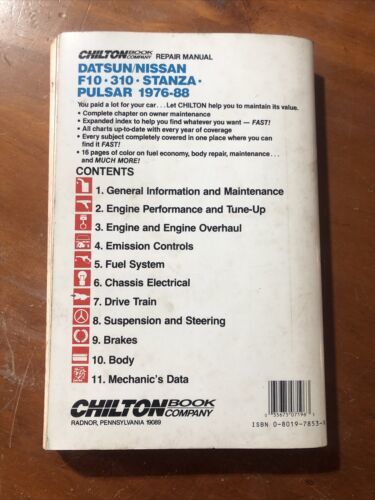 CHILTON BOOK COMPANY REPAIR MANUAL
DATSUN/NISSAN
F10 • 310 • STANZA •
PULSAR 1976-88
You paid a lot for your car...Let CHILTON help you to maintain its value.
• Complete chapter on owner maintenance
• Expanded index to help you find whatever you want — FAST!
• All charts up-to-date with every year of coverage
• Every subject completely covered in one place where you can
find it FAST!
• 16 pages of color on fuel economy, body repair, maintenance...
and MUCH MORE!
CONTENTS
1. General Information and Maintenance
2. Engine Performance and Tune-Up
3. Engine and Engine Overhaul
4. Emission Controls
5. Fuel System
6. Chassis Electrical
7. Drive Train
8. Suspension and Steering
9. Brakes
10. Body
11. Mechanic's Data
CHILTON BOOK COMPANY
RADNOR, PENNSYLVANIA 19089
ISBN 0-8019-7853-